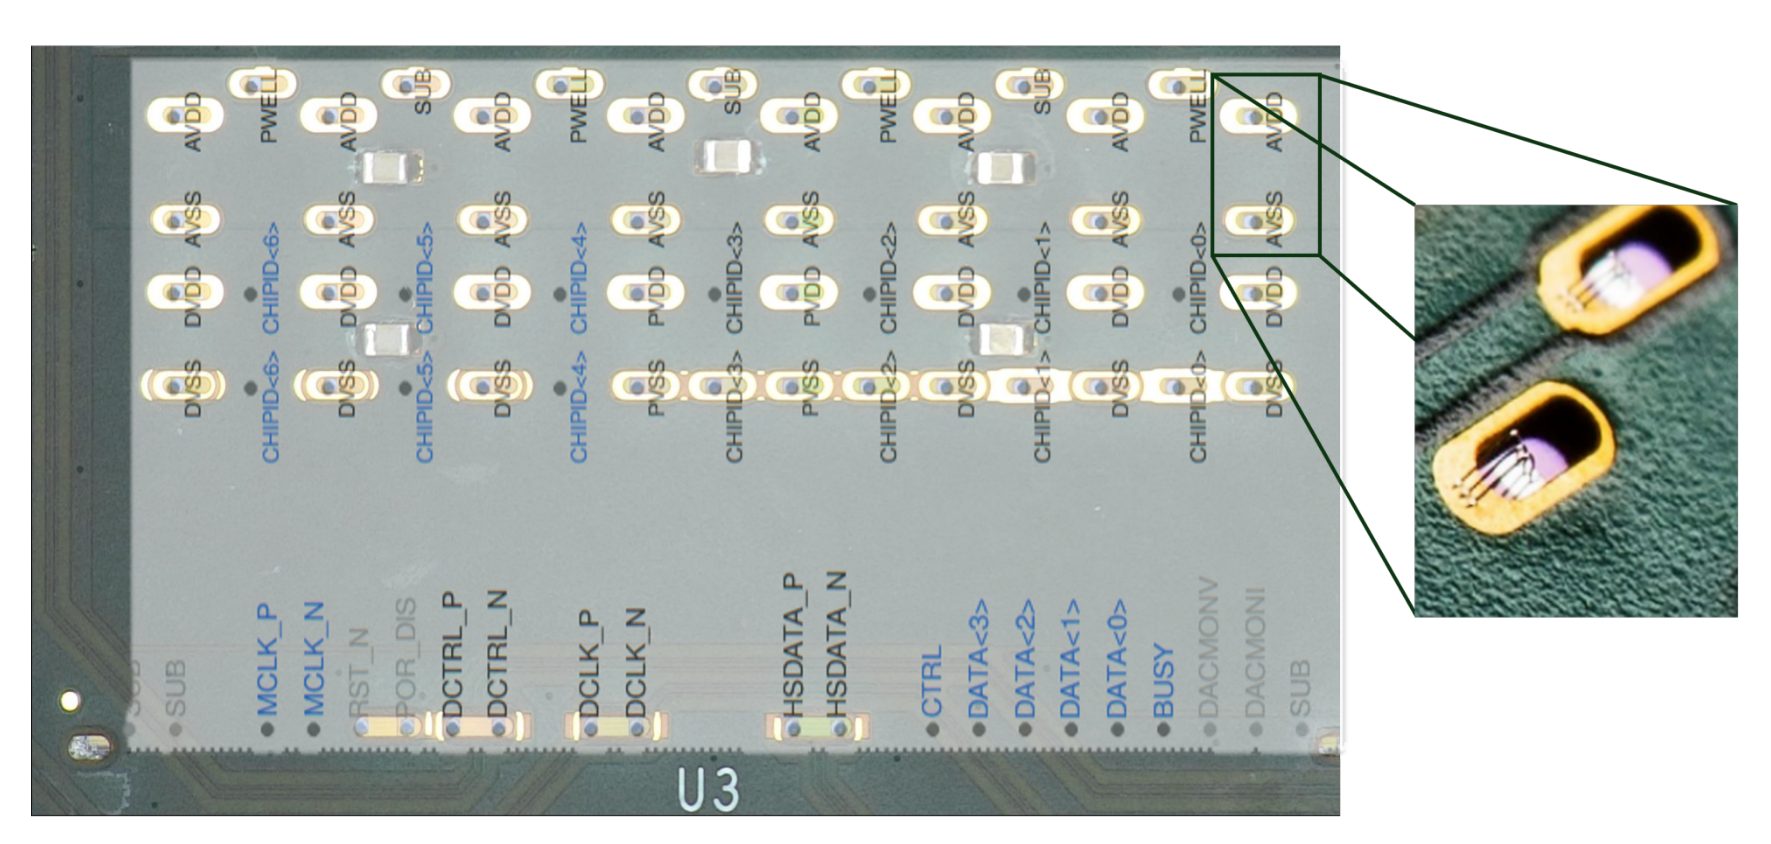 AVDD PWELL AVDD SUB AVDD PWELL AVDD SUB AVDD PWELL AVDD SUB AVDD PWELL AVDD
AVSS AVSS AVSS AVSS AVSS AVSS AVSS AVSS
DVDD CHIPID<6> DVDD CHIPID<5> DVDD CHIPID<4> PVDD CHIPID<3> PVDD CHIPID<2> DVDD CHIPID<1> DVDD CHIPID<0> DVDD
DVSS CHIPID<6> DVSS CHIPID<5> DVSS CHIPID<4> PVSS CHIPID<3> PVSS CHIPID<2> DVSS CHIPID<1> DVSS CHIPID<0> DVSS
SUB SUB MCLK_P MCLK_N RST_N POR_DIS DCTRL_P DCTRL_N DCLK_P DCLK_N HSDATA_P HSDATA_N CTRL DATA<3> DATA<2> DATA<1> DATA<0> BUSY DACMONV DACMONI SUB
U3